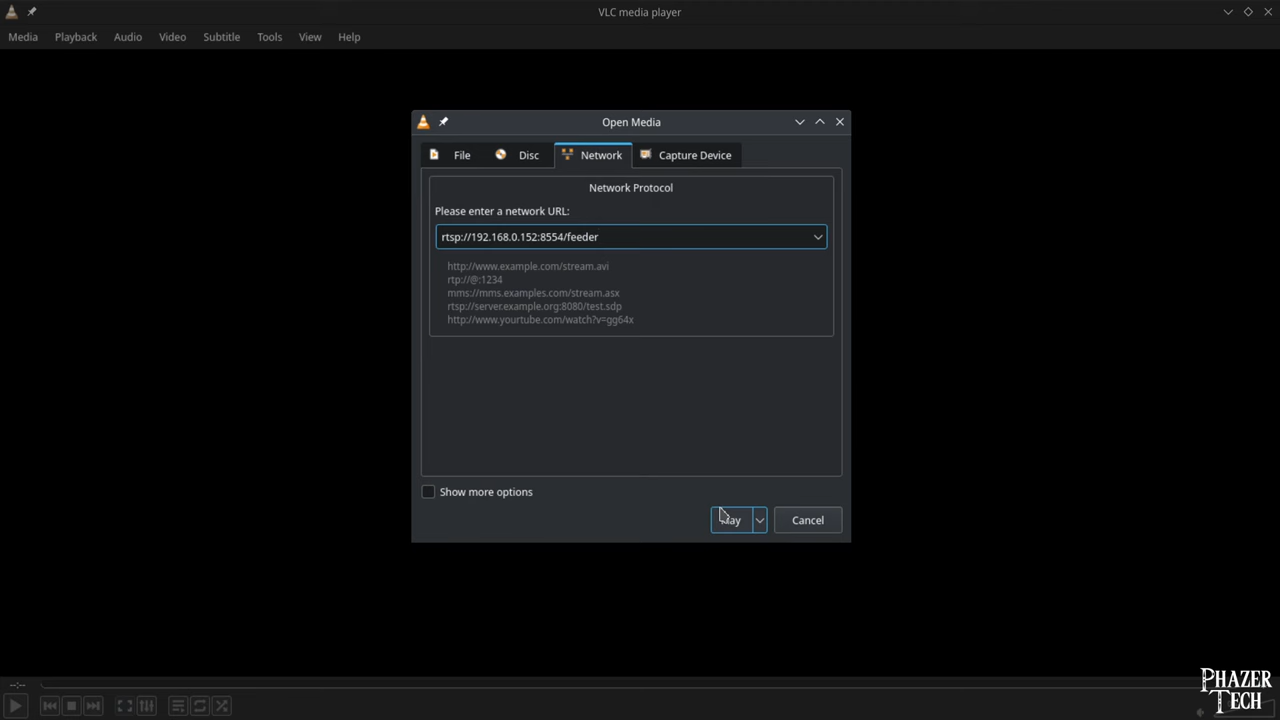 VLC media player
Media Playback Audio Video Subtitle Tools View Help
Open Media
File Disc Network Capture Device
Network Protocol
Please enter a network URL:
rtsp://192.168.0.152:8554/feeder
http://www.example.com/stream.avi
rtp://@:1234
mms://mms.examples.com/stream.asx
rtsp://server.example.org:8080/test.sdp
http://www.yourtube.com/watch?v=gg64x
Show more options
Play Cancel
--:--
PHAZER
TECH